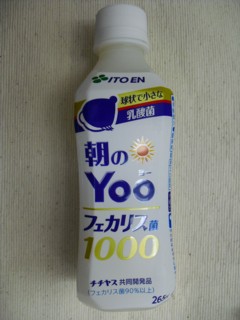 ITO EN
球状で小さな
乳酸菌
朝の
Yoo
フェカリス菌
1000
チチヤス 共同開発品
(フェカリス菌90%以上)